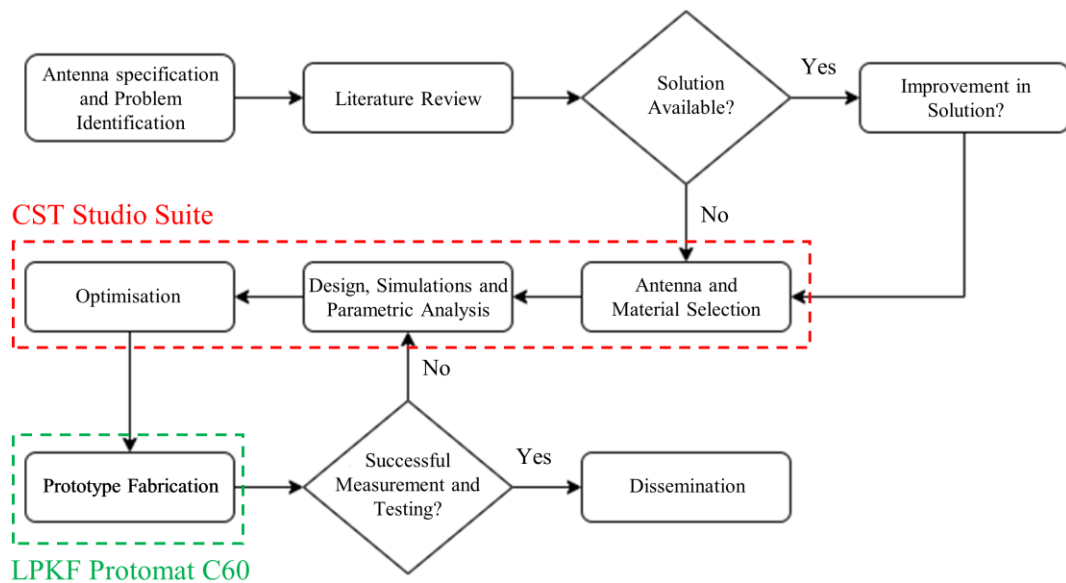 Antenna specification
and Problem
Identification
Literature Review
Solution
Available?
Yes
Improvement in
Solution?
No
CST Studio Suite
Optimisation
Design, Simulations and
Parametric Analysis
Antenna and
Material Selection
No
Prototype Fabrication
Successful
Measurement and
Testing?
Yes
Dissemination
LPKF Protomat C60